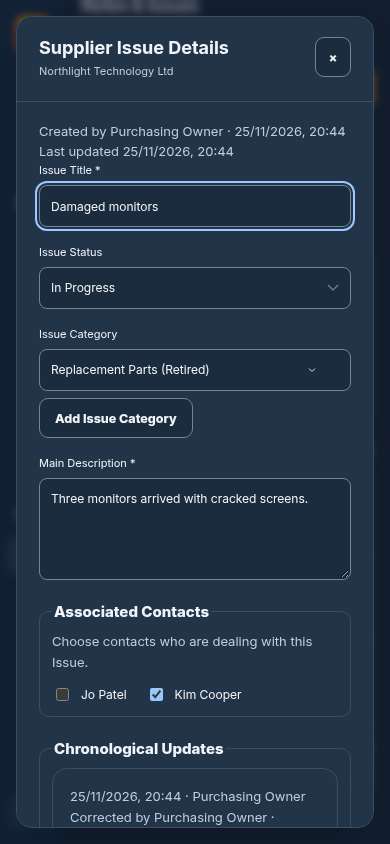 Notes & Issues
Supplier Issue Details
Northlight Technology Ltd
×
Created by Purchasing Owner · 25/11/2026, 20:44
Last updated 25/11/2026, 20:44
Issue Title *
Damaged monitors
Issue Status
In Progress
Issue Category
Replacement Parts (Retired)
Add Issue Category
Main Description *
Three monitors arrived with cracked screens.
Associated Contacts
Choose contacts who are dealing with this
Issue.
Jo Patel
Kim Cooper
Chronological Updates
25/11/2026, 20:44 · Purchasing Owner
Corrected by Purchasing Owner ·